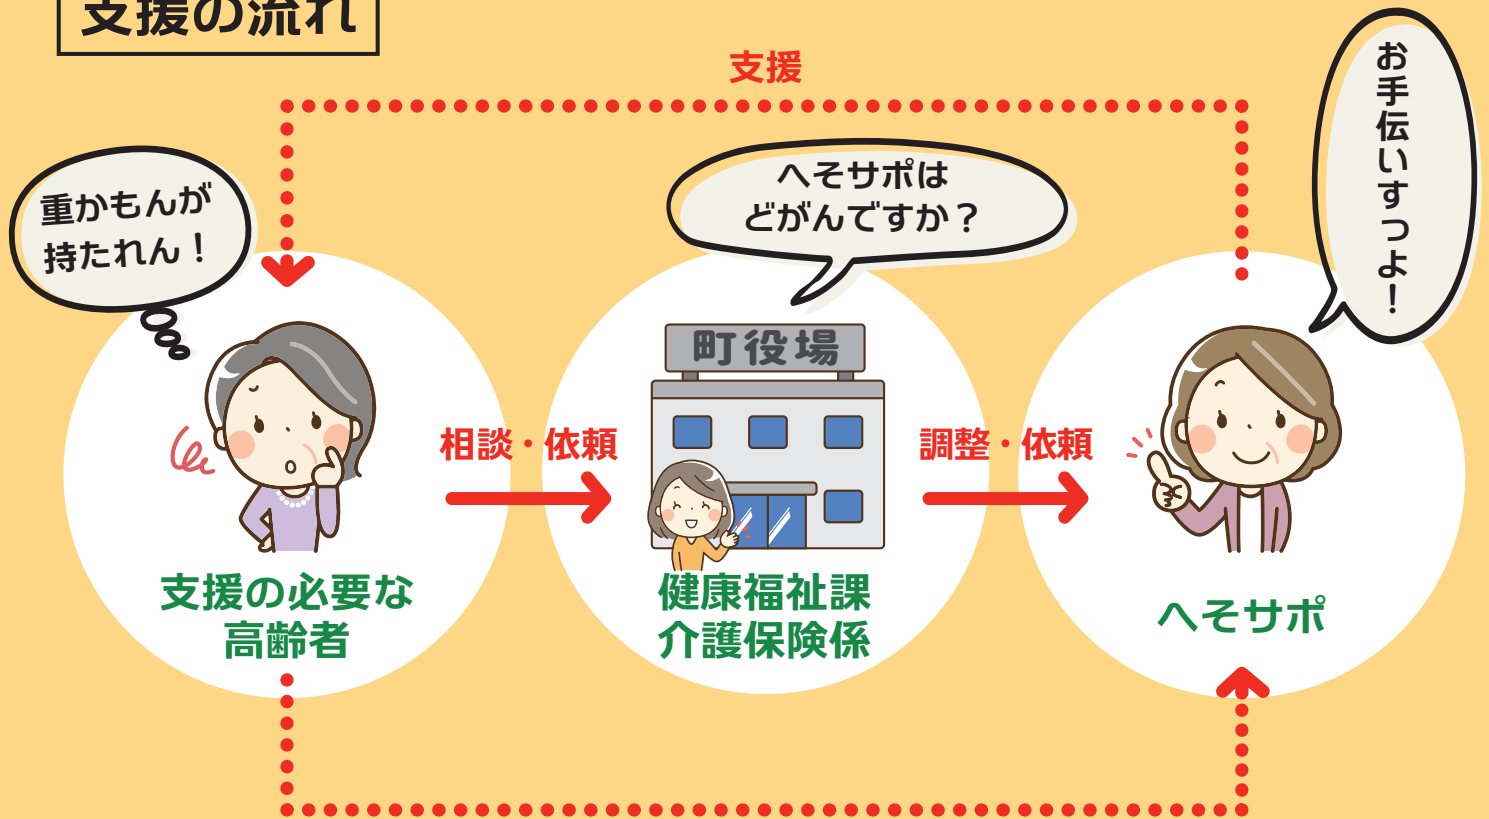 支援の流れ
支援
重かもんが
持たれん！
へそサポは
どがんですか？
お手伝いすっよ！
町役場
相談・依頼
調整・依頼
支援の必要な
高齢者
健康福祉課
介護保険係
へそサポ